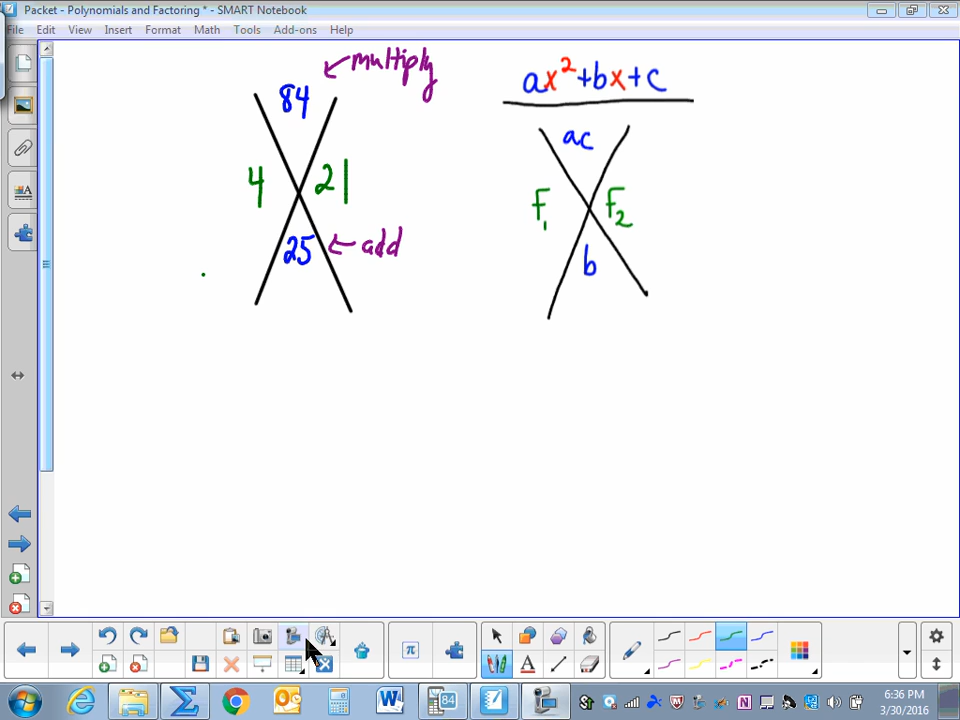 Packet - Polynomials and Factoring * - SMART Notebook
File Edit View Insert Format Math Tools Add-ons Help
multiply
84
4 21
25 add
ax²+bx+c
ac
F₁ F₂
b
π
A
W
84
N
6:36 PM
3/30/2016